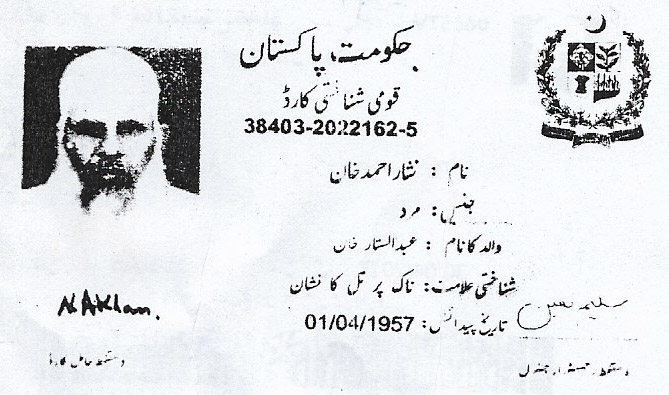 حکومت پاکستان
قومی شناختی کارڈ
38403-2022162-5
نام : نثار احمد خان
جنس: مرد
والد کا نام : عبدالستار خان
شناختی علامت: ناک پر تل کا نشان
تاریخ پیدائش: 01/04/1957
N.A Khan.
دستخط حامل کارڈ
دستخط رجسٹرار جنرل